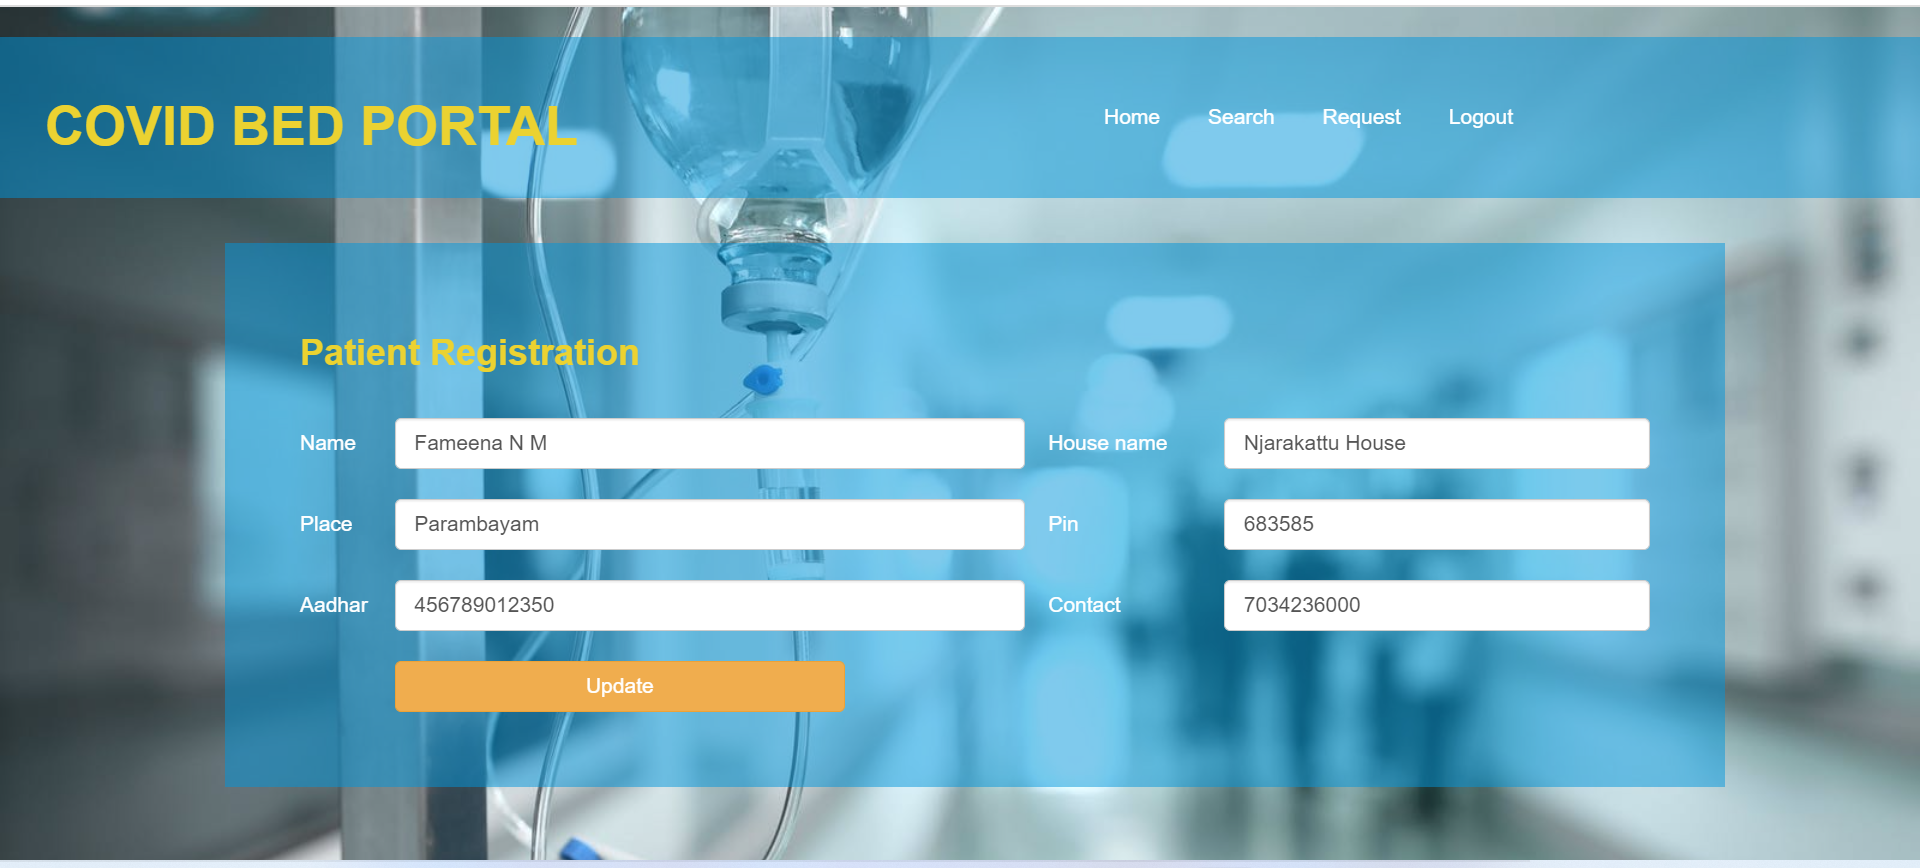 COVID BED PORTAL
Home Search Request Logout
Patient Registration
Name Fameena N M House name Njarakattu House
Place Parambayam Pin 683585
Aadhar 456789012350 Contact 7034236000
Update